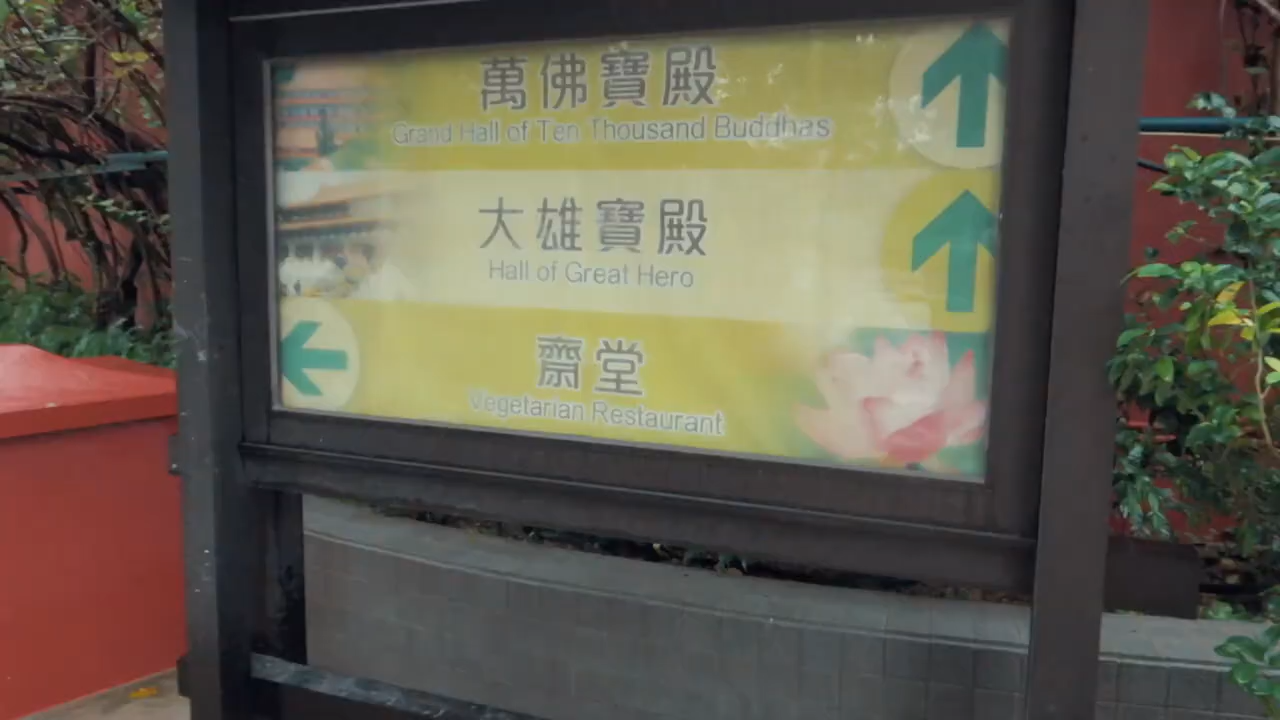 萬佛寶殿
Grand Hall of Ten Thousand Buddhas
大雄寶殿
Hall of Great Hero
齋堂
Vegetarian Restaurant